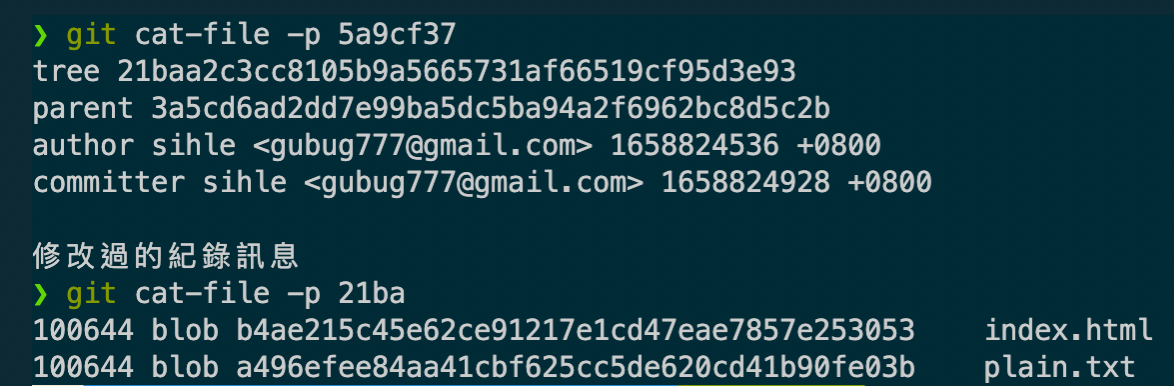 ❯ git cat-file -p 5a9cf37
tree 21baa2c3cc8105b9a5665731af66519cf95d3e93
parent 3a5cd6ad2dd7e99ba5dc5ba94a2f6962bc8d5c2b
author sihle <gubug777@gmail.com> 1658824536 +0800
committer sihle <gubug777@gmail.com> 1658824928 +0800
修改過的紀錄訊息
❯ git cat-file -p 21ba
100644 blob b4ae215c45e62ce91217e1cd47eae7857e253053 index.html
100644 blob a496efee84aa41cbf625cc5de620cd41b90fe03b plain.txt